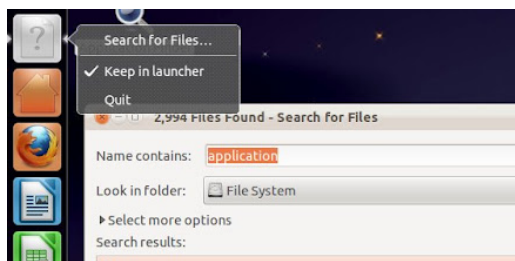 Search for Files...
Keep in launcher
Quit
2,994 Files Found - Search for Files
Name contains: application
Look in folder: File System
Select more options
Search results: